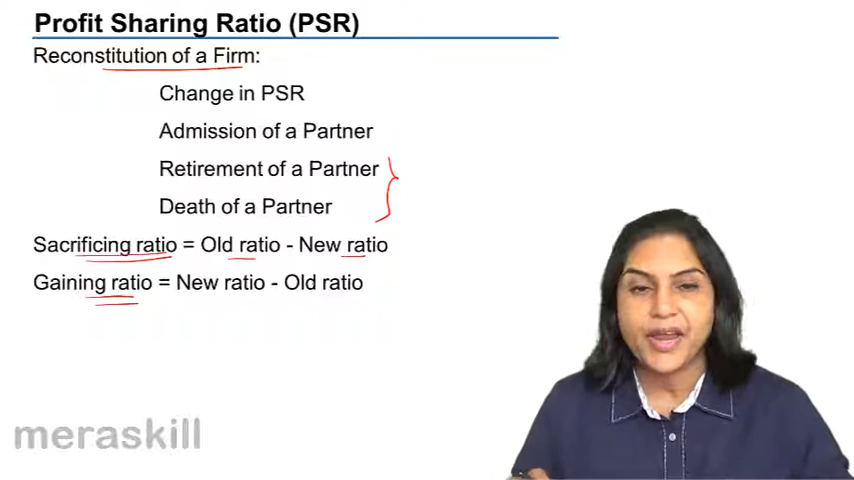 Profit Sharing Ratio (PSR)
Reconstitution of a Firm:
Change in PSR
Admission of a Partner
Retirement of a Partner
Death of a Partner
Sacrificing ratio = Old ratio - New ratio
Gaining ratio = New ratio - Old ratio
meraskill